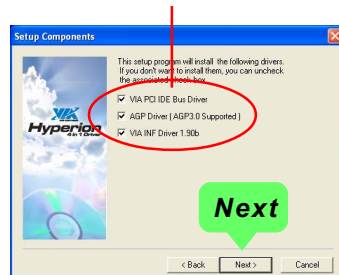 Setup Components
This setup program will install the following drivers.
If you don't want to install them, you can uncheck
the associated check box.
VIA PCI IDE Bus Driver
AGP Driver ( AGP3.0 Supported )
VIA INF Driver 1.90b
VIA
Hyperion
4 in 1 Driver
Next
< Back
Next >
Cancel